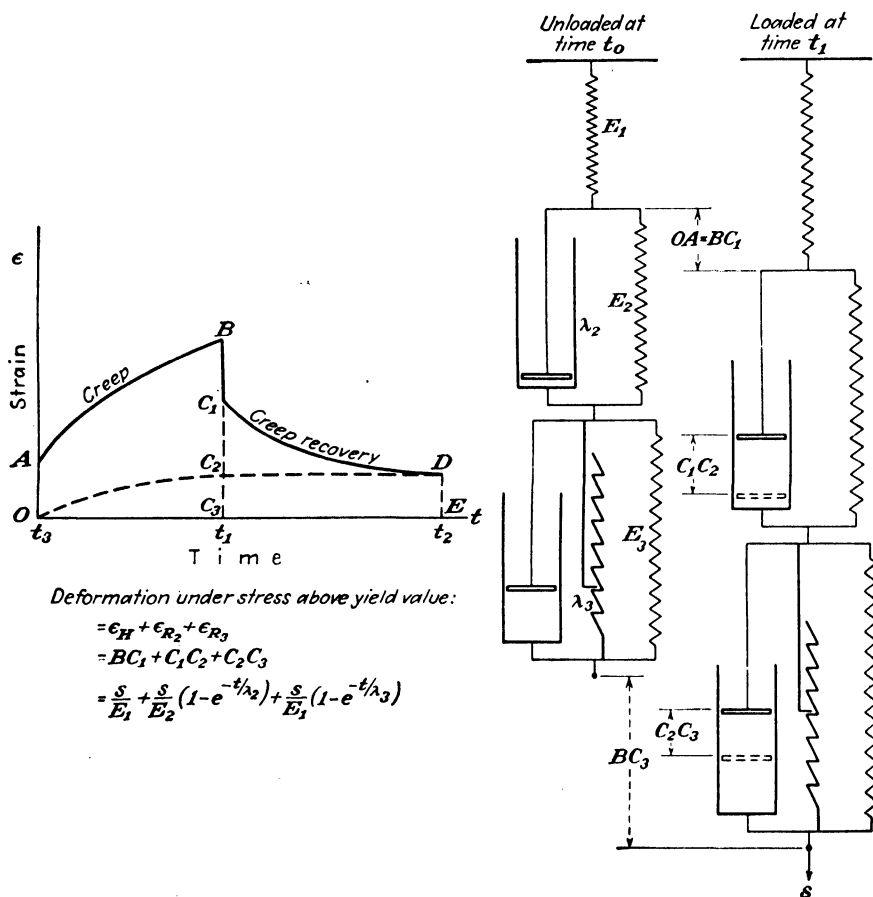 Unloaded at
time t₀
Loaded at
time t₁
E₁
OA=BC₁
E₂
λ₂
C₁C₂
E₃
λ₃
C₂C₃
BC₃
s
ϵ
Strain
Creep
B
C₁
Creep recovery
A
C₂
D
O
C₃
E
t
t₃
t₁
t₂
Time
Deformation under stress above yield value:
=ϵ_H+ϵ_R₂+ϵ_R₃
=BC₁+C₁C₂+C₂C₃
=s/E₁+s/E₂(1-e^-t/λ₂)+s/E₁(1-e^-t/λ₃)